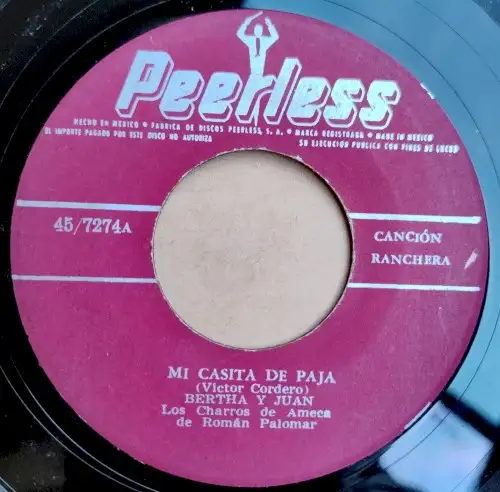 Peerless
HECHO EN MEXICO • FABRICA DE DISCOS PEERLESS, S. A. • MARCA REGISTRADA • MADE IN MEXICO
EL IMPORTE PAGADO POR ESTE DISCO NO AUTORIZA SU EJECUCION PUBLICA CON FINES DE LUCRO
45/7274A
CANCIÓN
RANCHERA
MI CASITA DE PAJA
(Victor Cordero)
BERTHA Y JUAN
Los Charros de Ameca
de Román Palomar